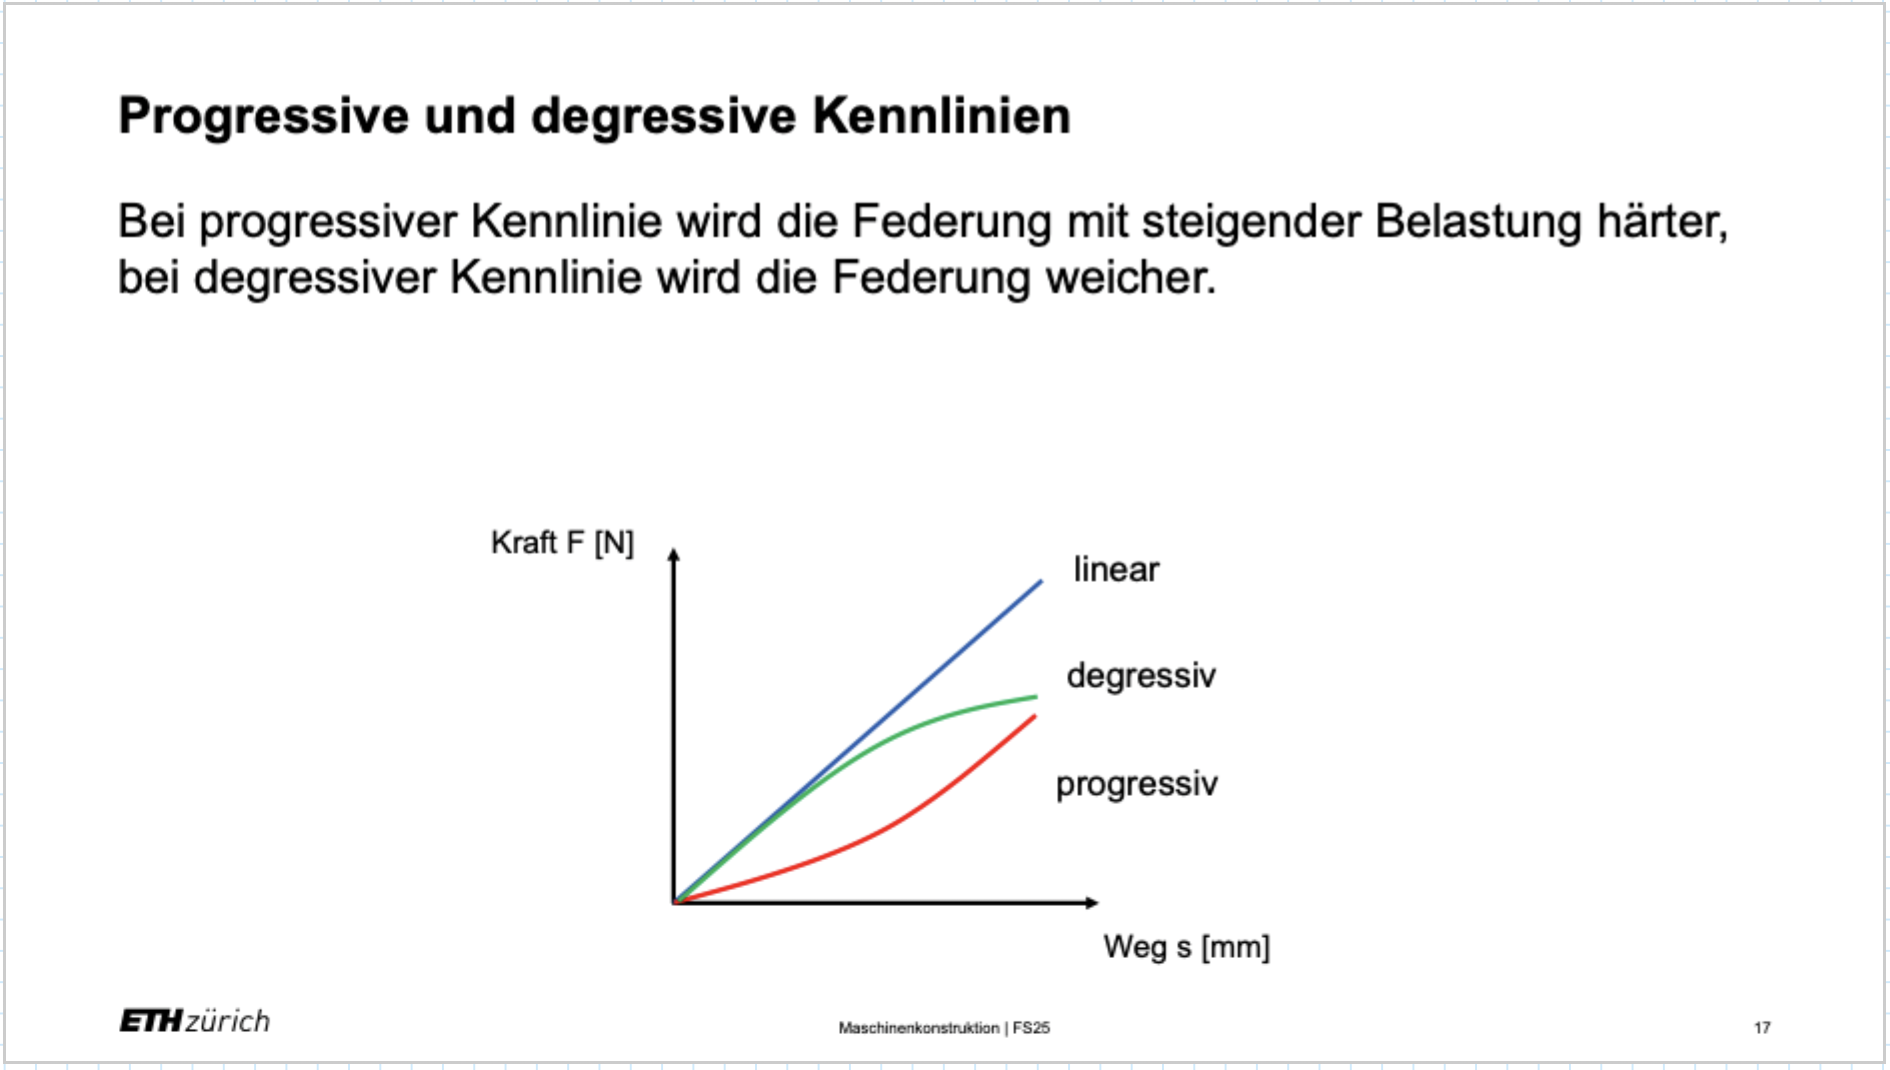 Progressive und degressive Kennlinien
Bei progressiver Kennlinie wird die Federung mit steigender Belastung härter,
bei degressiver Kennlinie wird die Federung weicher.
Kraft F [N]
linear
degressiv
progressiv
Weg s [mm]
ETH zürich
Maschinenkonstruktion | FS25
17